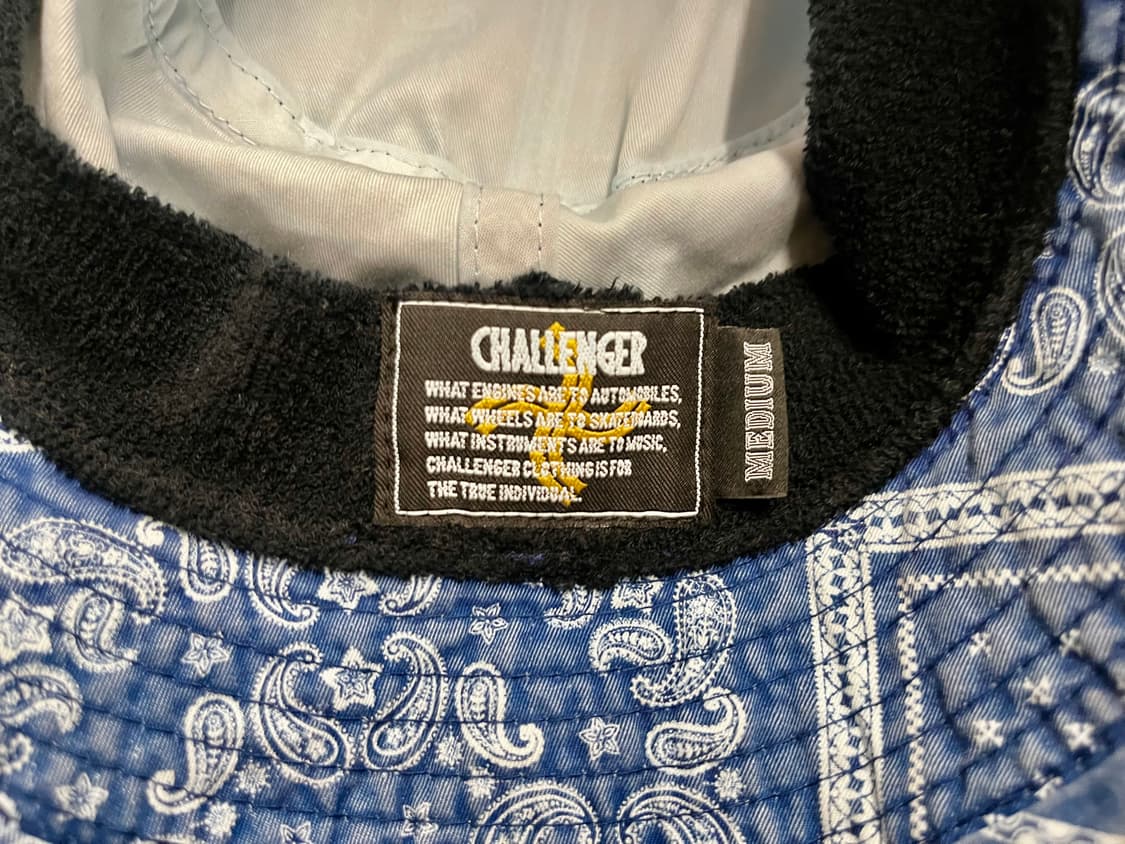 CHALLENGER
WHAT ENGINES ARE TO AUTOMOBILES,
WHAT WHEELS ARE TO SKATEBOARDS,
WHAT INSTRUMENTS ARE TO MUSIC,
CHALLENGER CLOTHING IS FOR
THE TRUE INDIVIDUAL.
MEDIUM